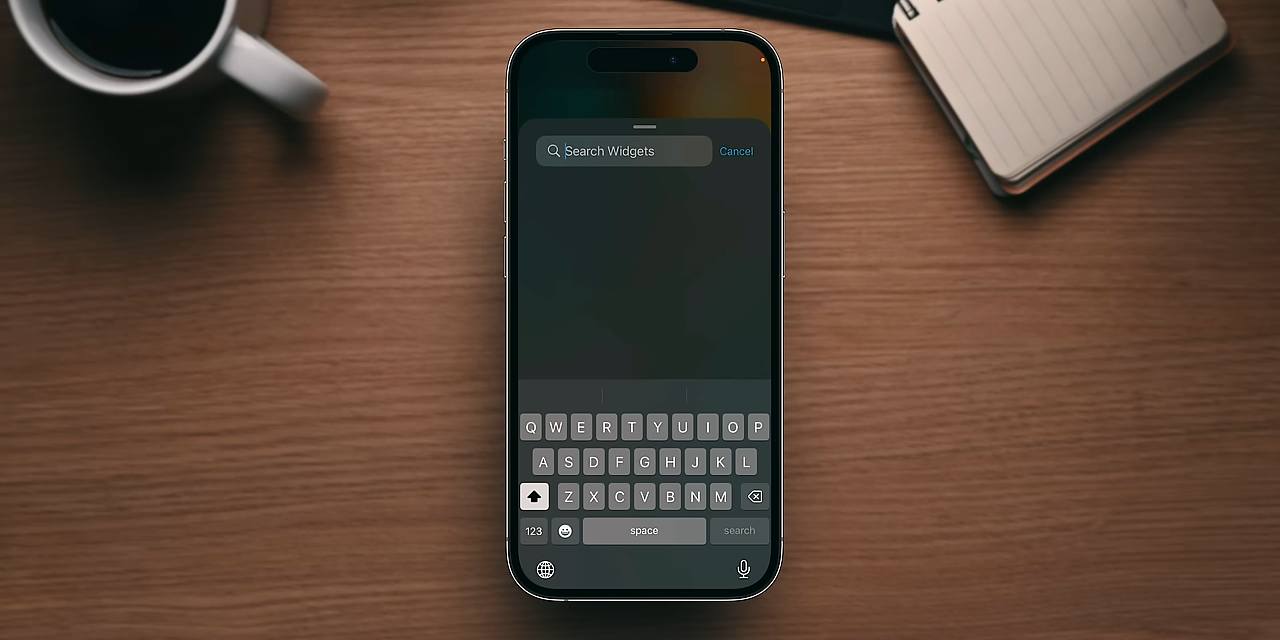 Search Widgets Cancel
Q W E R T Y U I O P
A S D F G H J K L
Z X C V B N M
123 space search